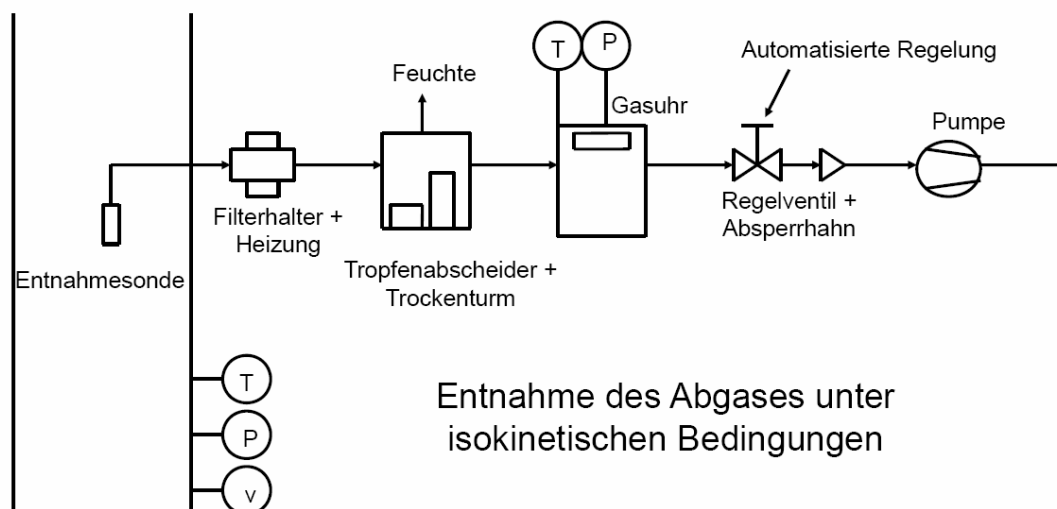 T
P
Automatisierte Regelung
Feuchte
Gasuhr
Pumpe
Filterhalter +
Heizung
Regelventil +
Absperrhahn
Entnahmesonde
Tropfenabscheider +
Trockenturm
T
P
v
Entnahme des Abgases unter
isokinetischen Bedingungen